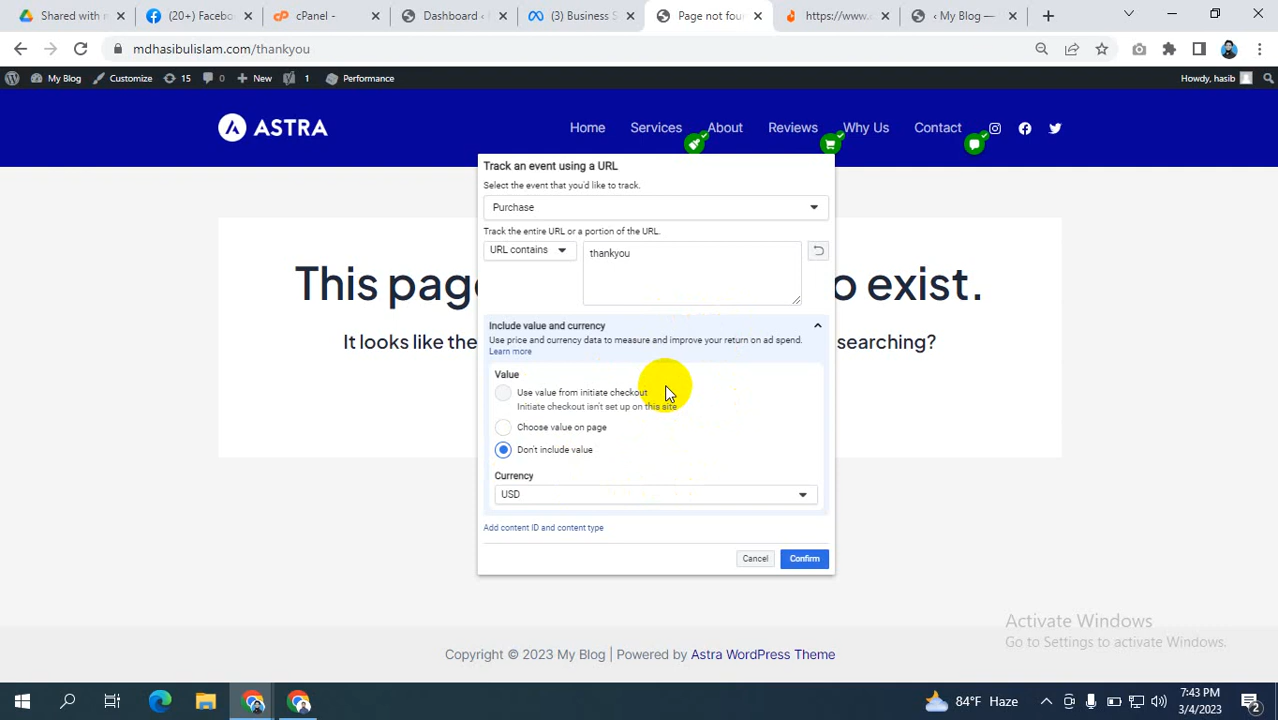 Shared with m
(20+) Faceboo
cPanel -
Dashboard ‹
(3) Business S
Page not foun
https://www.
‹ My Blog —
mdhasibulislam.com/thankyou
My Blog
Customize
15
0
New
1
Performance
Howdy, hasib
ASTRA
Home
Services
About
Reviews
Why Us
Contact
Track an event using a URL
Select the event that you'd like to track.
Purchase
Track the entire URL or a portion of the URL.
URL contains
thankyou
This page
o exist.
Include value and currency
Use price and currency data to measure and improve your return on ad spend.
Learn more
It looks like the
searching?
Value
Use value from initiate checkout
Initiate checkout isn't set up on this site
Choose value on page
Don't include value
Currency
USD
Add content ID and content type
Cancel
Confirm
Activate Windows
Go to Settings to activate Windows.
Copyright © 2023 My Blog | Powered by Astra WordPress Theme
84°F Haze
7:43 PM
3/4/2023
2